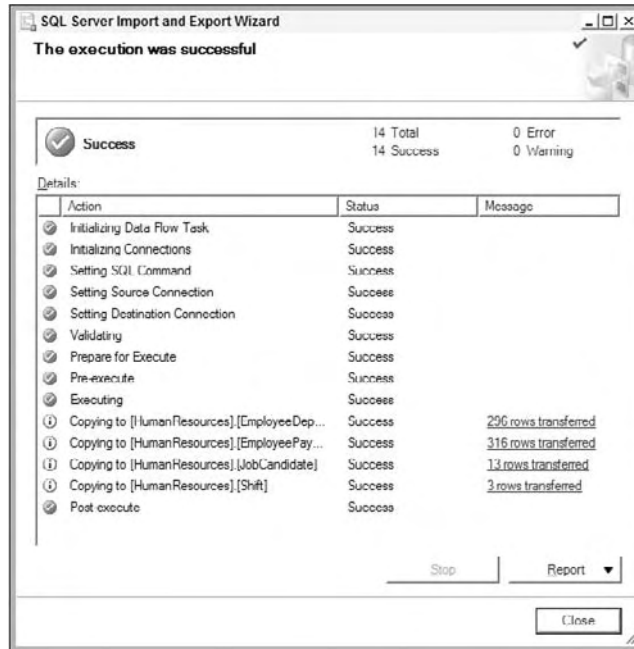 SQL Server Import and Export Wizard
The execution was successful
Success
14 Total
14 Success
0 Error
0 Warning
Details:
Action Status Message
Initializing Data Flow Task Success
Initializing Connections Success
Setting SQL Command Success
Setting Source Connection Success
Setting Destination Connection Success
Validating Success
Prepare for Execute Success
Pre-execute Success
Executing Success
Copying to [HumanResources].[EmployeeDep... Success 296 rows transferred
Copying to [HumanResources].[EmployeePay... Success 316 rows transferred
Copying to [HumanResources].[JobCandidate] Success 13 rows transferred
Copying to [HumanResources].[Shift] Success 3 rows transferred
Post-execute Success
Stop
Report
Close